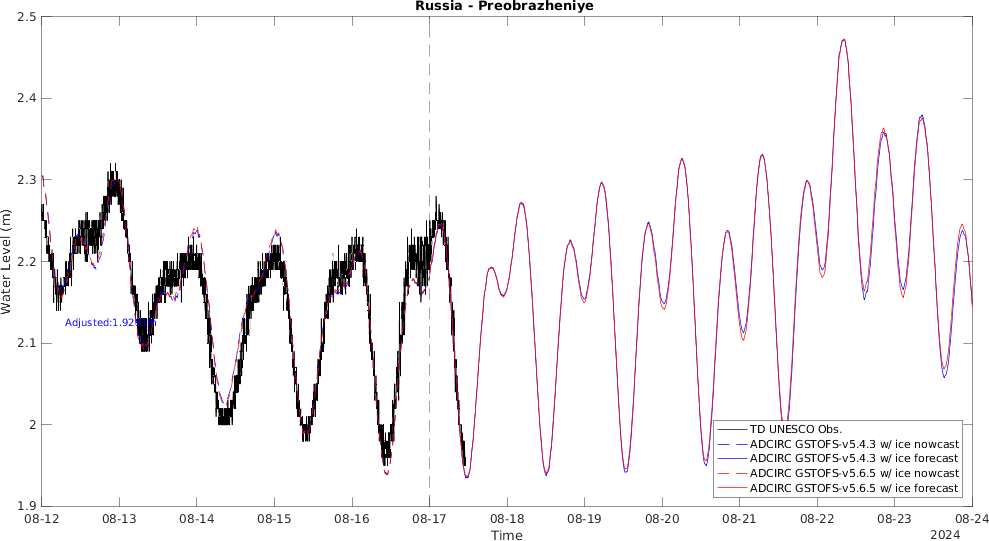 Russia - Preobrazheniye
Water Level (m)
2.5
2.4
2.3
2.2
2.1
2
1.9
Adjusted:1.92
TD UNESCO Obs.
ADCIRC GSTOFS-v5.4.3 w/ ice nowcast
ADCIRC GSTOFS-v5.4.3 w/ ice forecast
ADCIRC GSTOFS-v5.6.5 w/ ice nowcast
ADCIRC GSTOFS-v5.6.5 w/ ice forecast
08-12 08-13 08-14 08-15 08-16 08-17 08-18 08-19 08-20 08-21 08-22 08-23 08-24
Time
2024